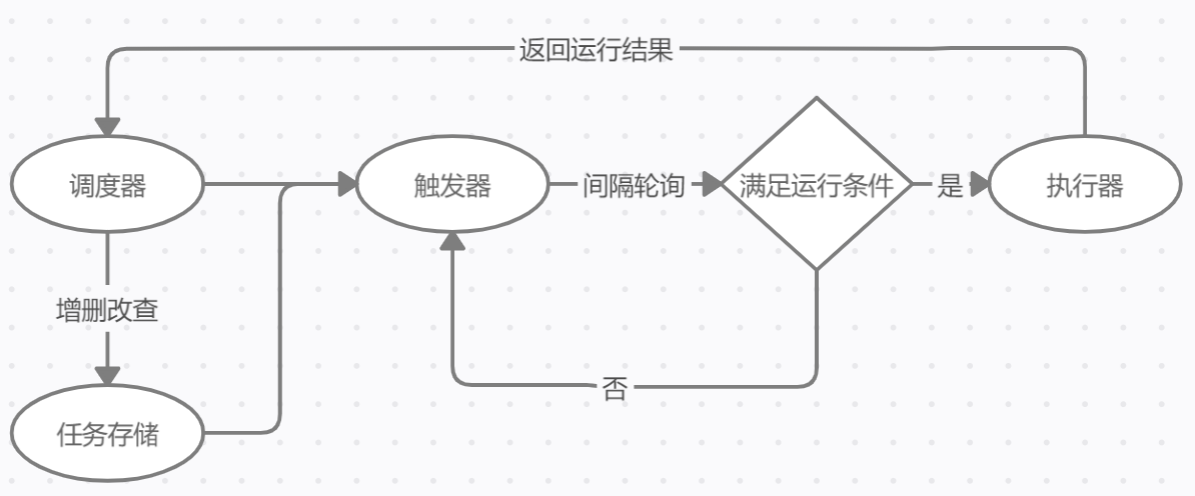 返回运行结果
调度器
触发器
间隔轮询
满足运行条件
是
执行器
增删改查
否
任务存储